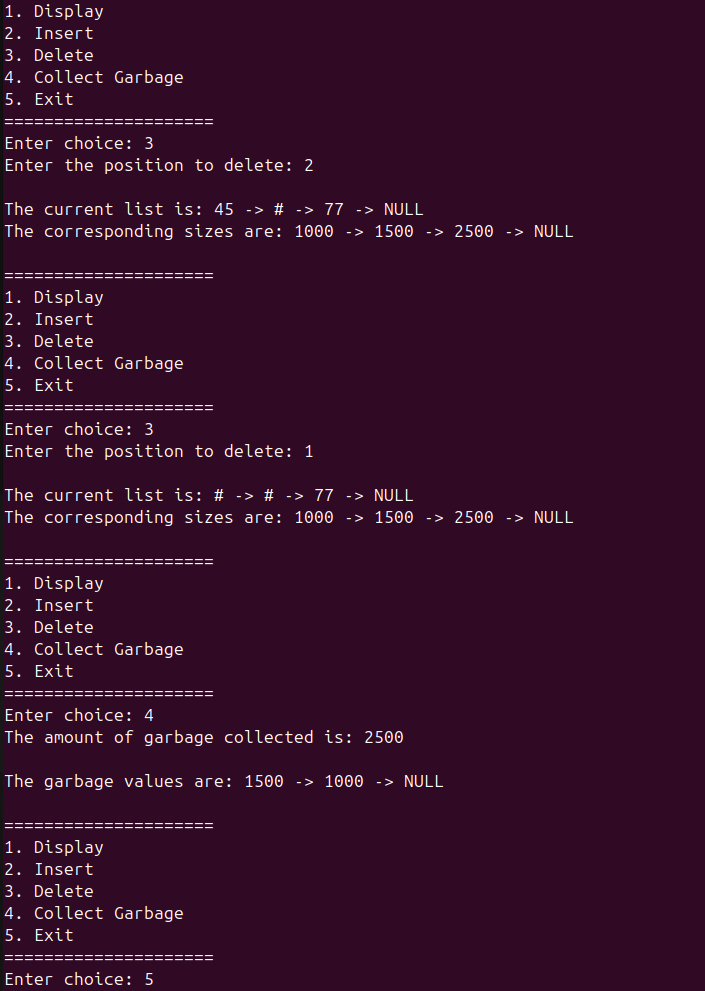 1. Display
2. Insert
3. Delete
4. Collect Garbage
5. Exit
=====================
Enter choice: 3
Enter the position to delete: 2
The current list is: 45 -> # -> 77 -> NULL
The corresponding sizes are: 1000 -> 1500 -> 2500 -> NULL
=====================
1. Display
2. Insert
3. Delete
4. Collect Garbage
5. Exit
=====================
Enter choice: 3
Enter the position to delete: 1
The current list is: # -> # -> 77 -> NULL
The corresponding sizes are: 1000 -> 1500 -> 2500 -> NULL
=====================
1. Display
2. Insert
3. Delete
4. Collect Garbage
5. Exit
=====================
Enter choice: 4
The amount of garbage collected is: 2500
The garbage values are: 1500 -> 1000 -> NULL
=====================
1. Display
2. Insert
3. Delete
4. Collect Garbage
5. Exit
=====================
Enter choice: 5